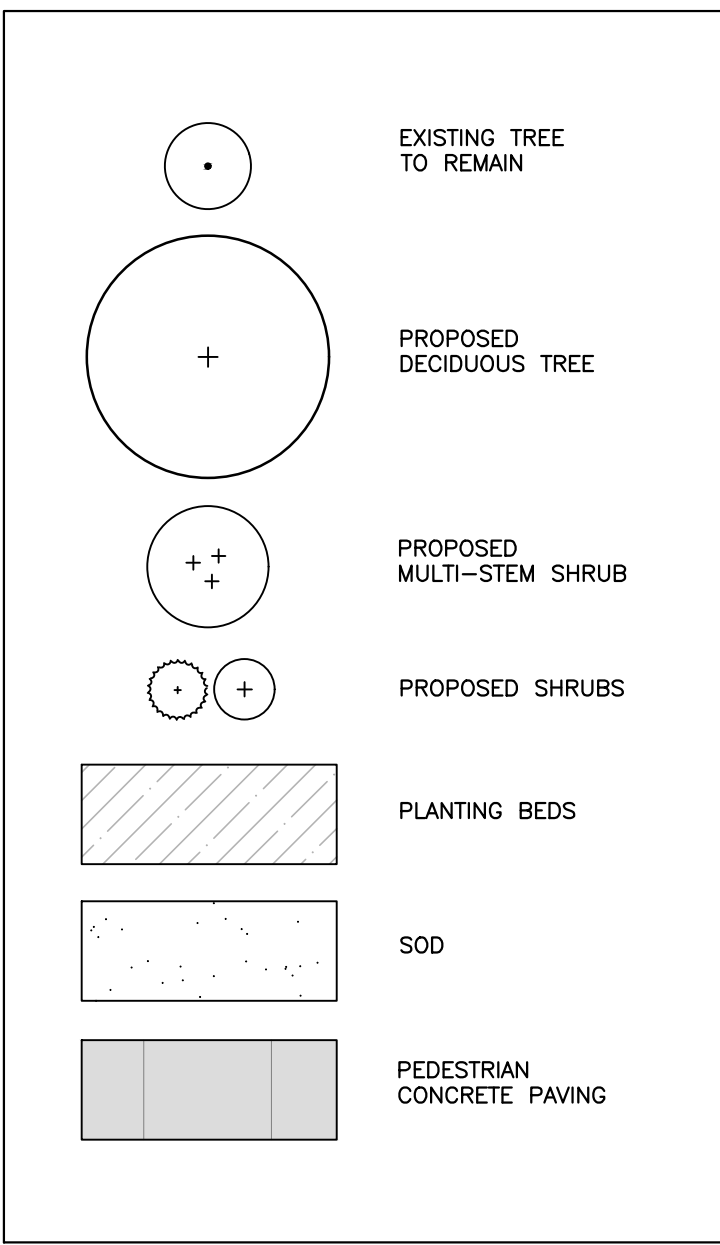 EXISTING TREE
TO REMAIN
PROPOSED
DECIDUOUS TREE
PROPOSED
MULTI-STEM SHRUB
PROPOSED SHRUBS
PLANTING BEDS
SOD
PEDESTRIAN
CONCRETE PAVING